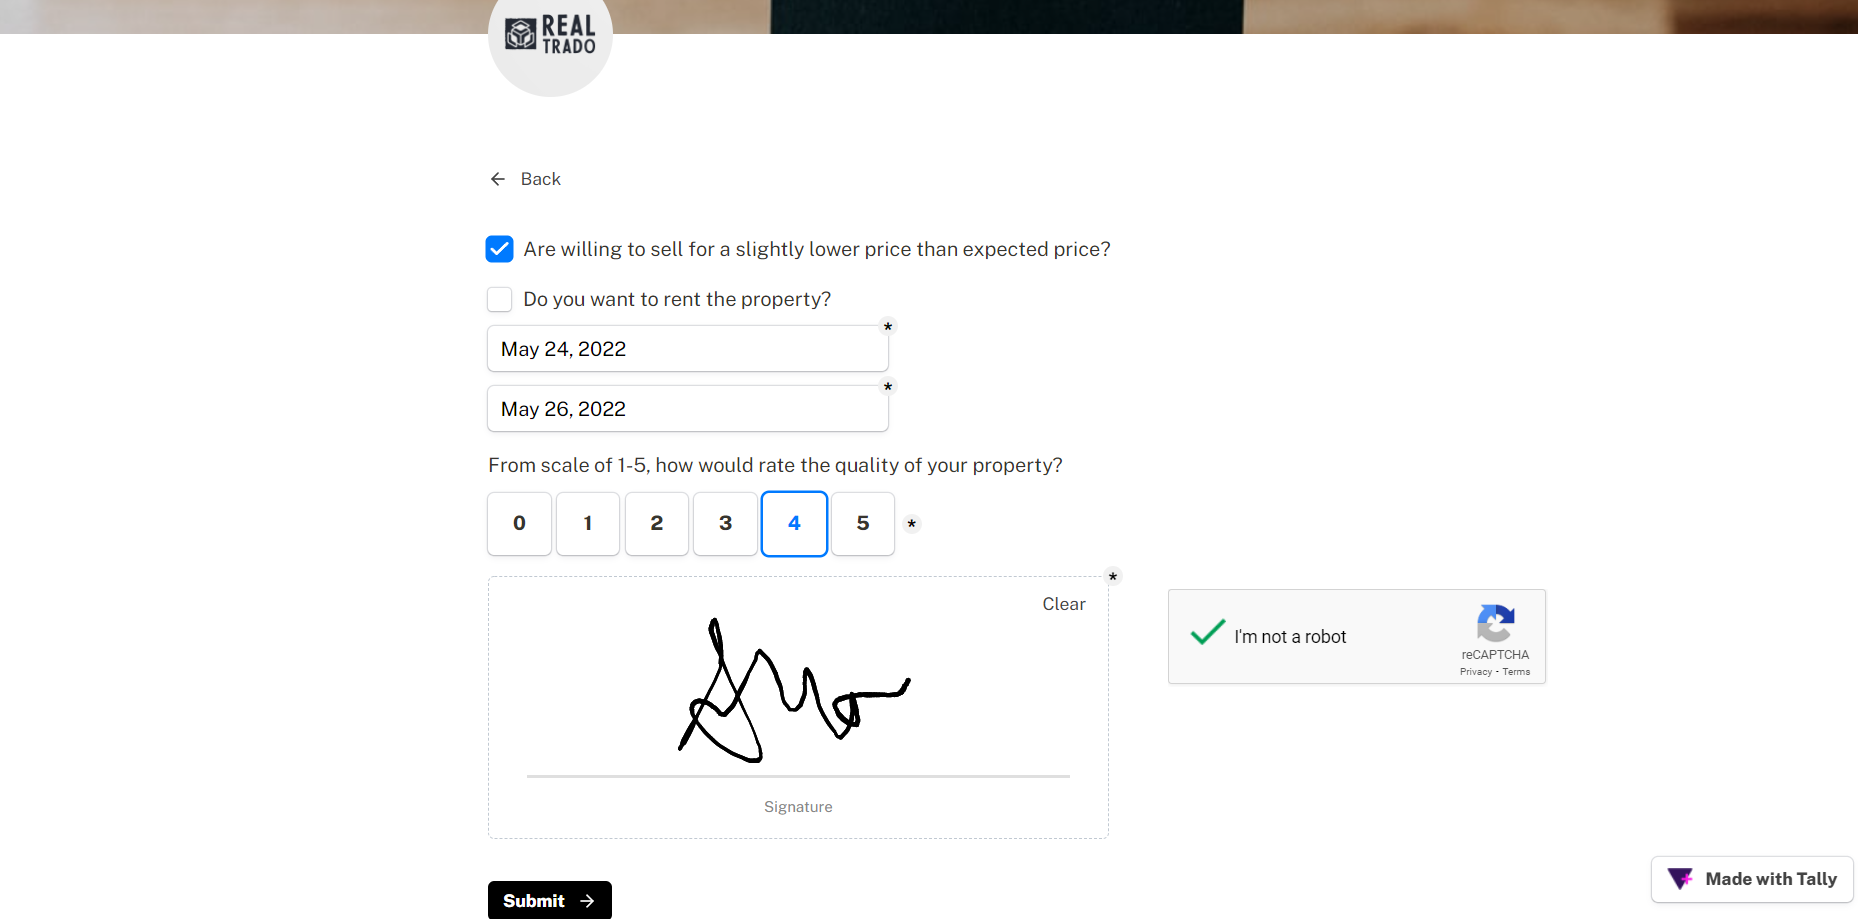 REAL
TRADO
Back
Are willing to sell for a slightly lower price than expected price?
Do you want to rent the property?
*
May 24, 2022
*
May 26, 2022
From scale of 1-5, how would rate the quality of your property?
0 1 2 3 4 5 *
*
Clear
Signature
I'm not a robot
reCAPTCHA
Privacy - Terms
Submit
Made with Tally